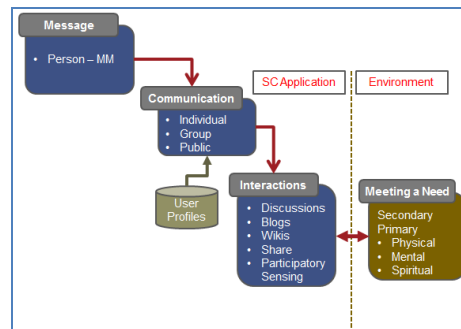 Message
• Person – MM
Communication
• Individual
• Group
• Public
SC Application
Environment
User
Profiles
Interactions
• Discussions
• Blogs
• Wikis
• Share
• Participatory
Sensing
Meeting a Need
Secondary
Primary
• Physical
• Mental
• Spiritual